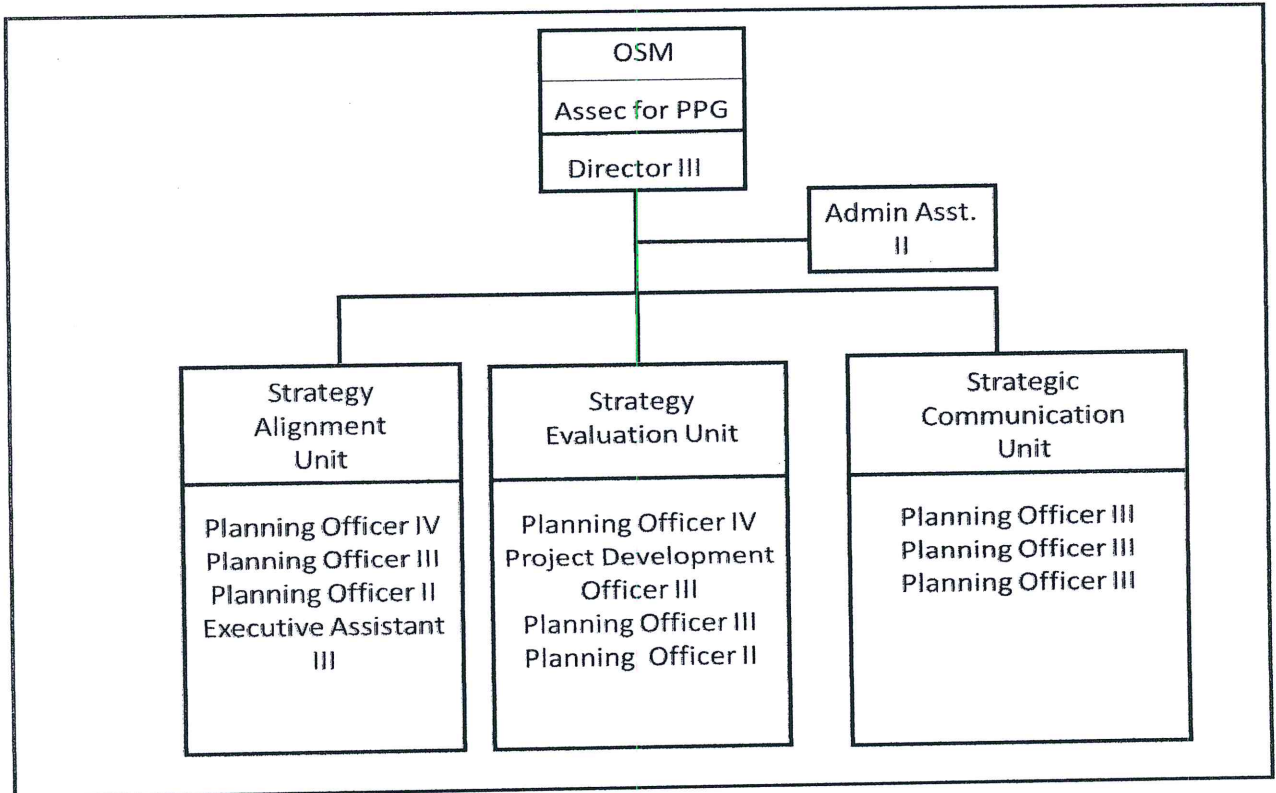 OSM
Assec for PPG
Director III
Admin Asst.
II
Strategy
Alignment
Unit
Planning Officer IV
Planning Officer III
Planning Officer II
Executive Assistant
III
Strategy
Evaluation Unit
Planning Officer IV
Project Development
Officer III
Planning Officer III
Planning Officer II
Strategic
Communication
Unit
Planning Officer III
Planning Officer III
Planning Officer III